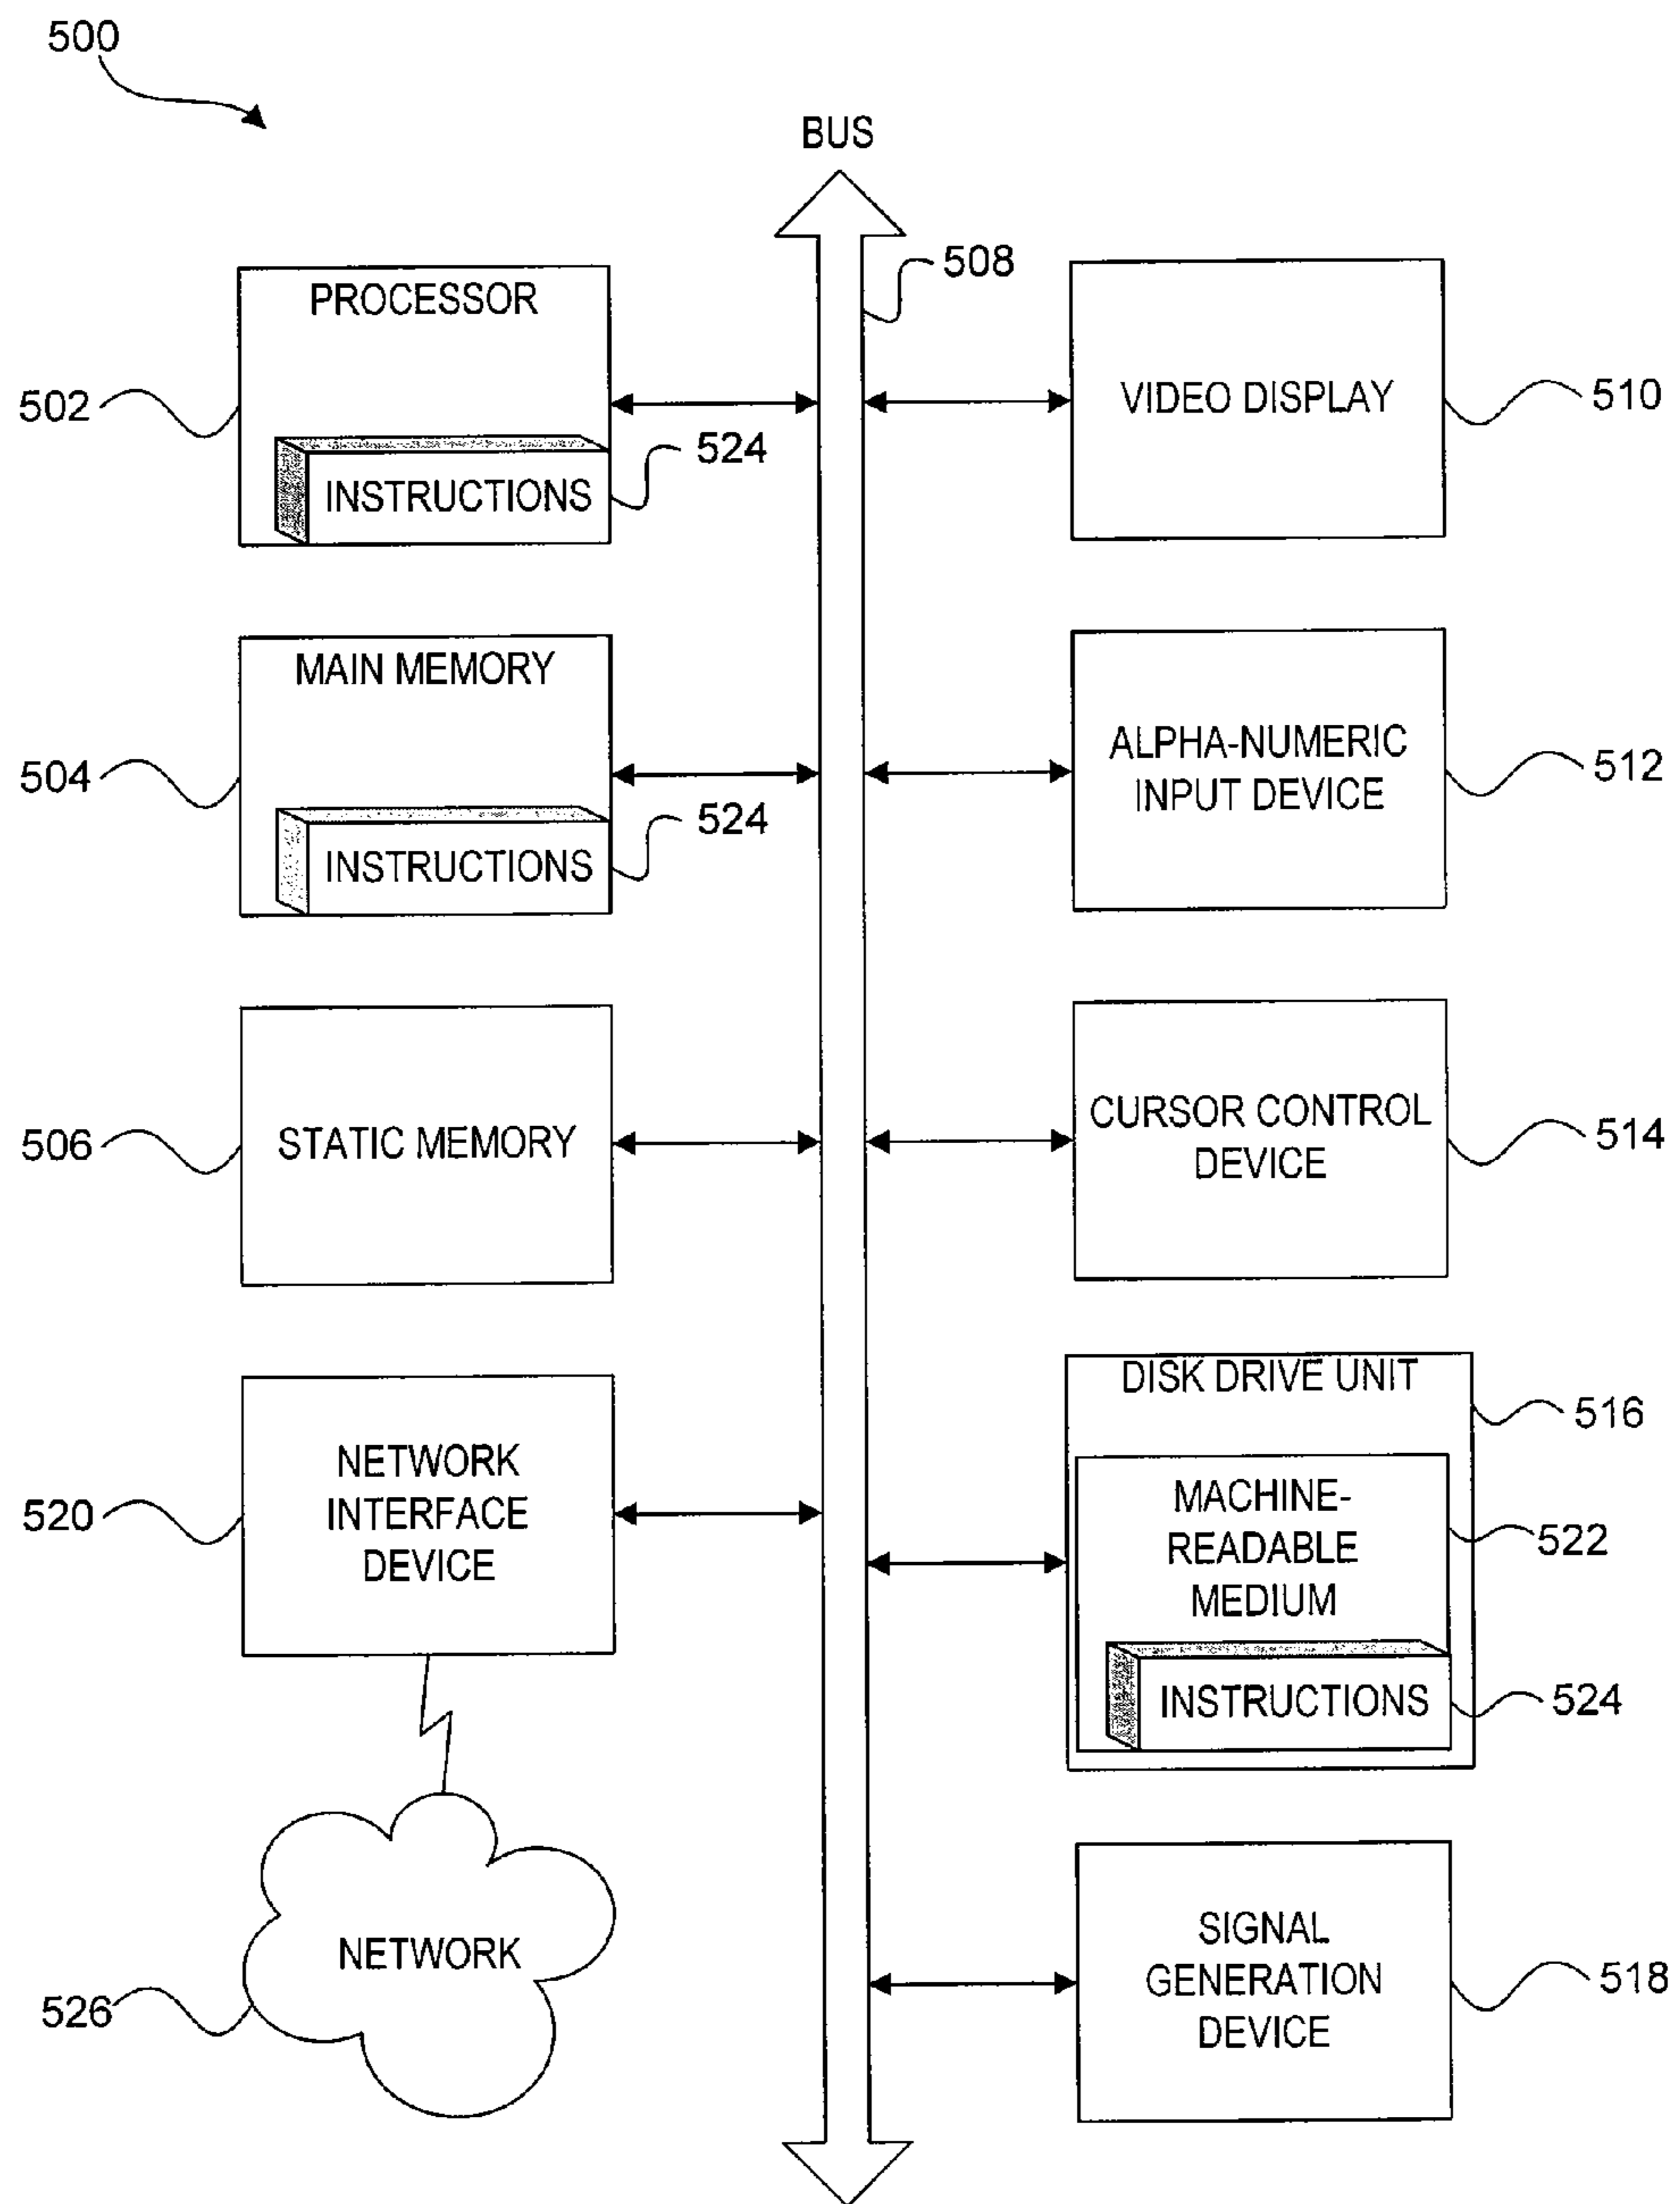 500
BUS
508
PROCESSOR
502
524
INSTRUCTIONS
VIDEO DISPLAY
510
MAIN MEMORY
504
524
INSTRUCTIONS
ALPHA-NUMERIC
INPUT DEVICE
512
STATIC MEMORY
506
CURSOR CONTROL
DEVICE
514
NETWORK
INTERFACE
DEVICE
520
DISK DRIVE UNIT
516
MACHINE-
READABLE
MEDIUM
522
INSTRUCTIONS
524
NETWORK
526
SIGNAL
GENERATION
DEVICE
518